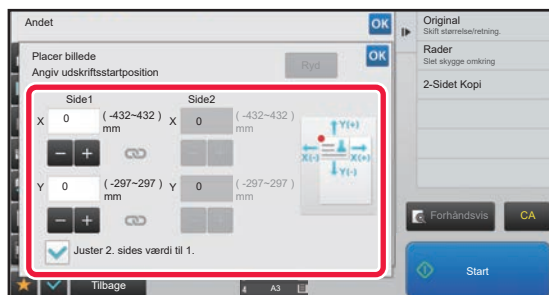 Andet
OK
Placer billede
Angiv udskriftsstartposition
Ryd
OK
Side1
Side2
X 0 ( -432~432 ) mm
X 0 ( -432~432 ) mm
- +
- +
Y 0 ( -297~297 ) mm
Y 0 ( -297~297 ) mm
- +
- +
Y(+)
X(-) X(+)
Y(-)
Juster 2. sides værdi til 1.
Tilbage
4 A3
Original
Skift størrelse/retning.
Rader
Slet skygge omkring
2-Sidet Kopi
Forhåndsvis
CA
Start